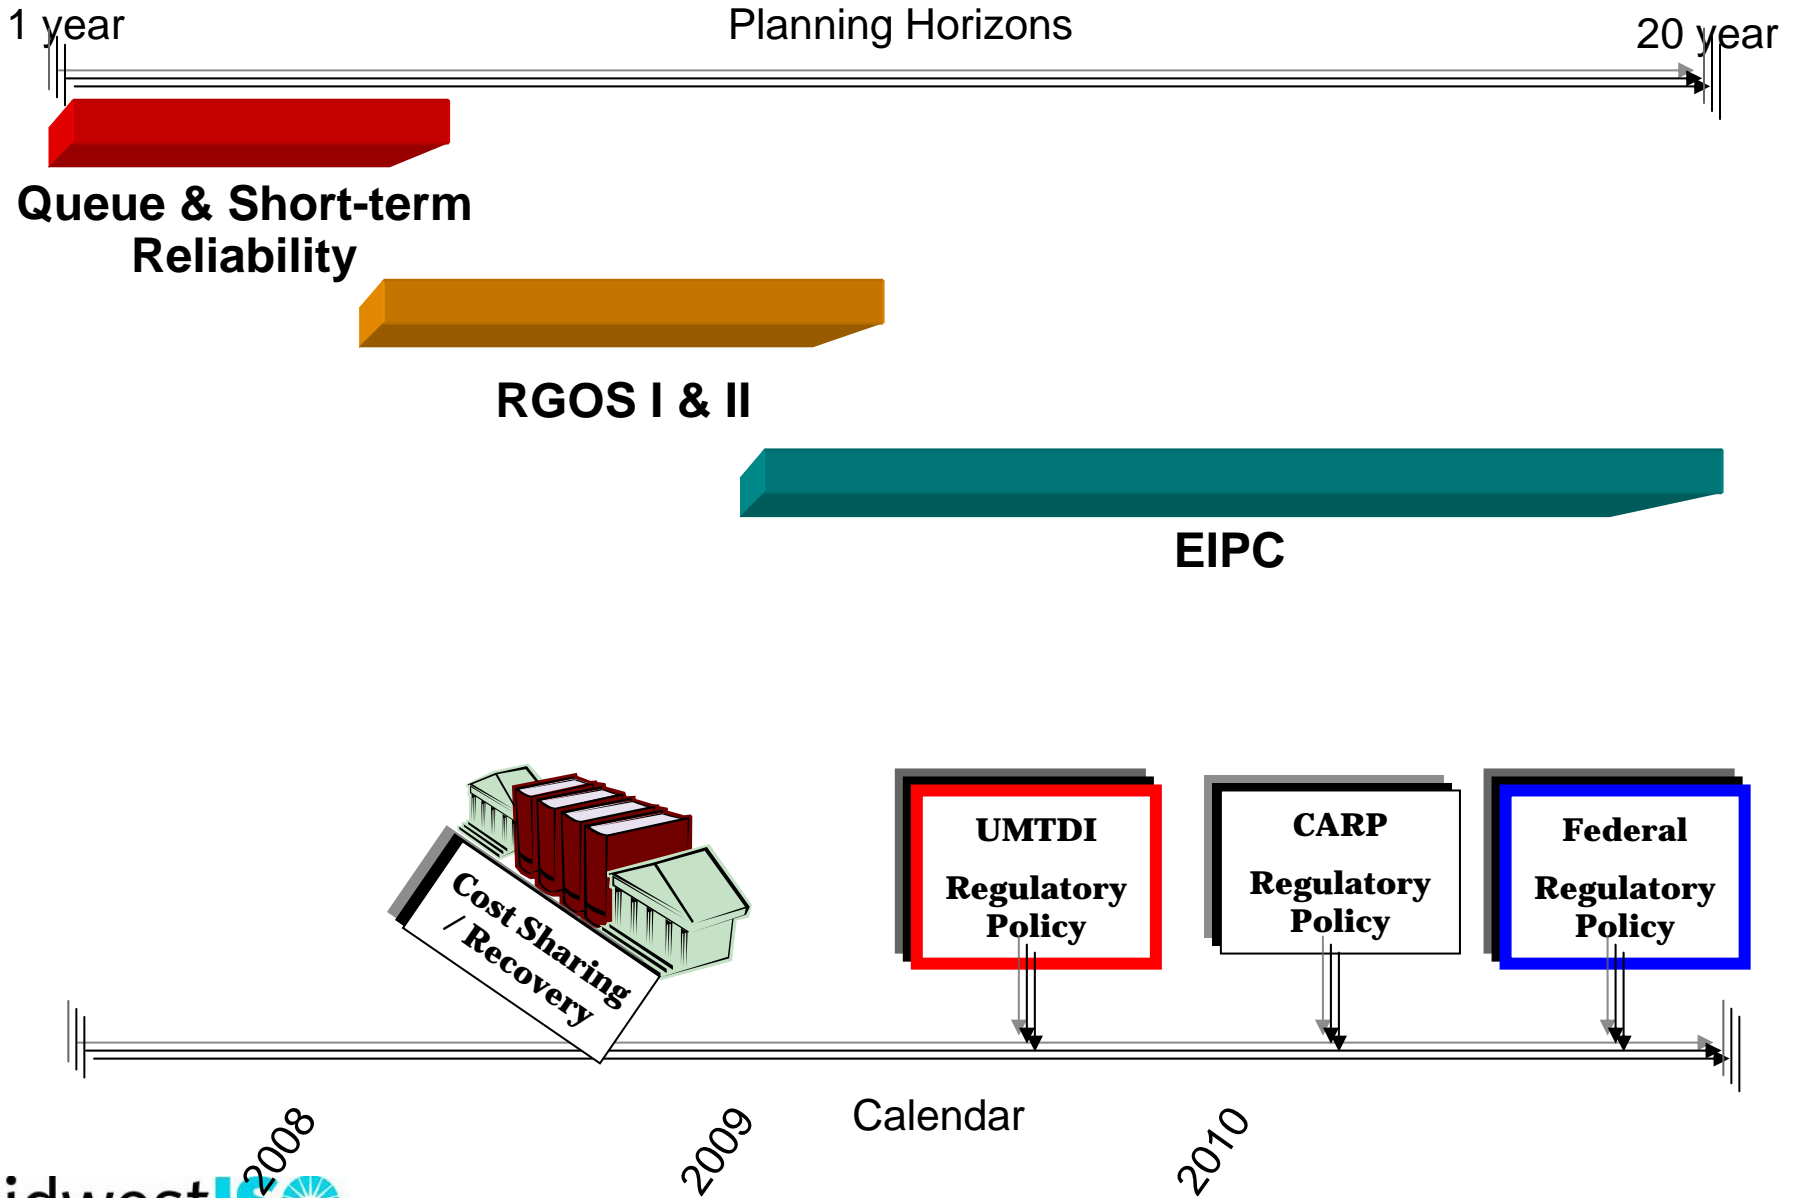 1 year
Planning Horizons
20 year
Queue & Short-term
Reliability
RGOS I & II
EIPC
Cost Sharing
/ Recovery
UMTDI
Regulatory
Policy
CARP
Regulatory
Policy
Federal
Regulatory
Policy
Calendar
2008
2009
2010